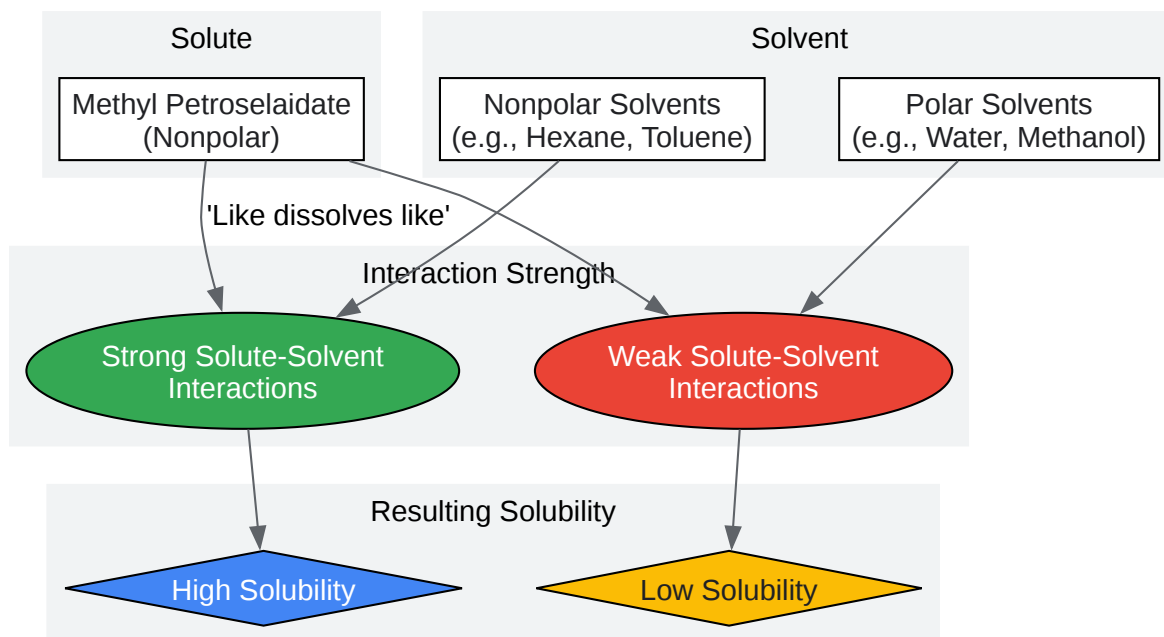 Solute
Solvent
Methyl Petroselaidate
(Nonpolar)
Nonpolar Solvents
(e.g., Hexane, Toluene)
Polar Solvents
(e.g., Water, Methanol)
'Like dissolves like'
Interaction Strength
Strong Solute-Solvent
Interactions
Weak Solute-Solvent
Interactions
Resulting Solubility
High Solubility
Low Solubility